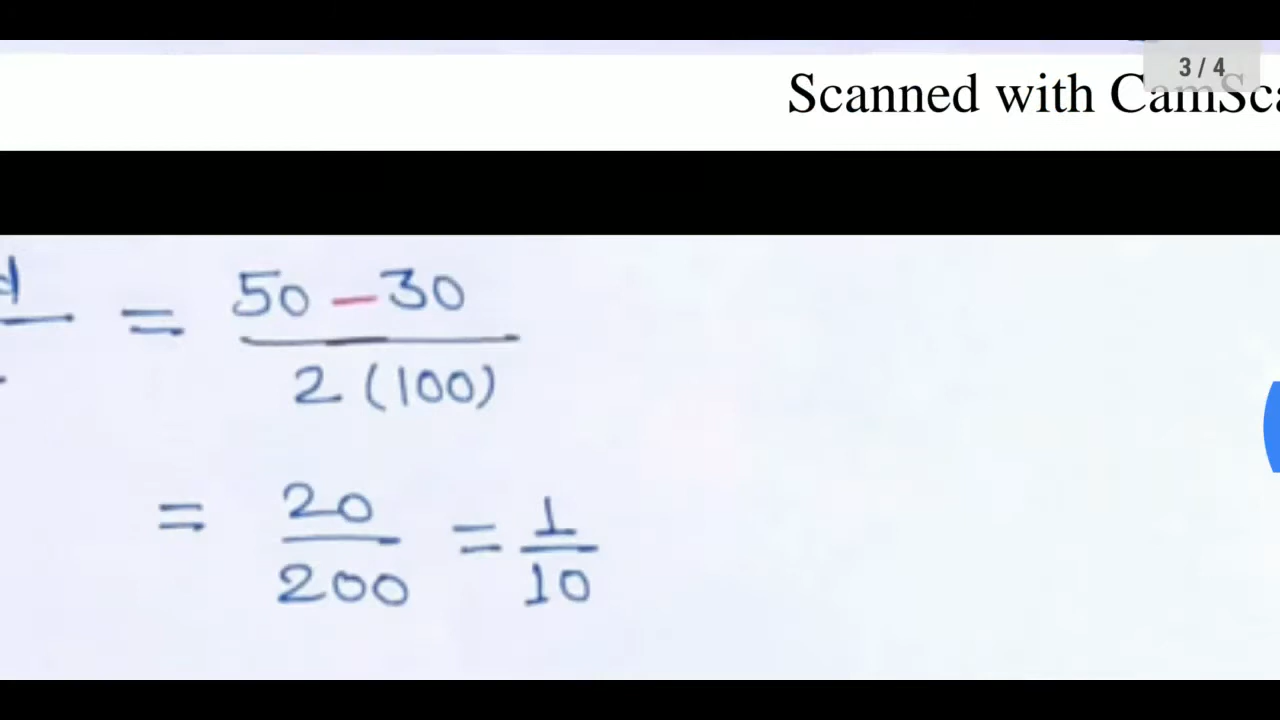 3 / 4
Scanned with CamSca
= 50 - 30
2 (100)
= 20 = 1
200 10